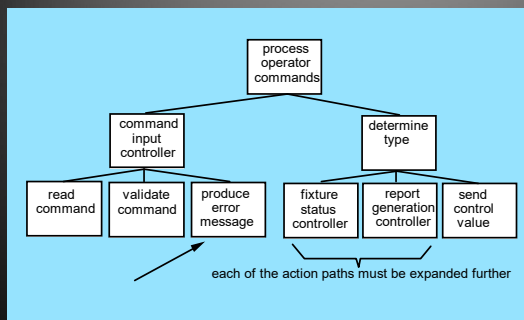 process
operator
commands
command
input
controller
determine
type
read
command
validate
command
produce
error
message
fixture
status
controller
report
generation
controller
send
control
value
each of the action paths must be expanded further